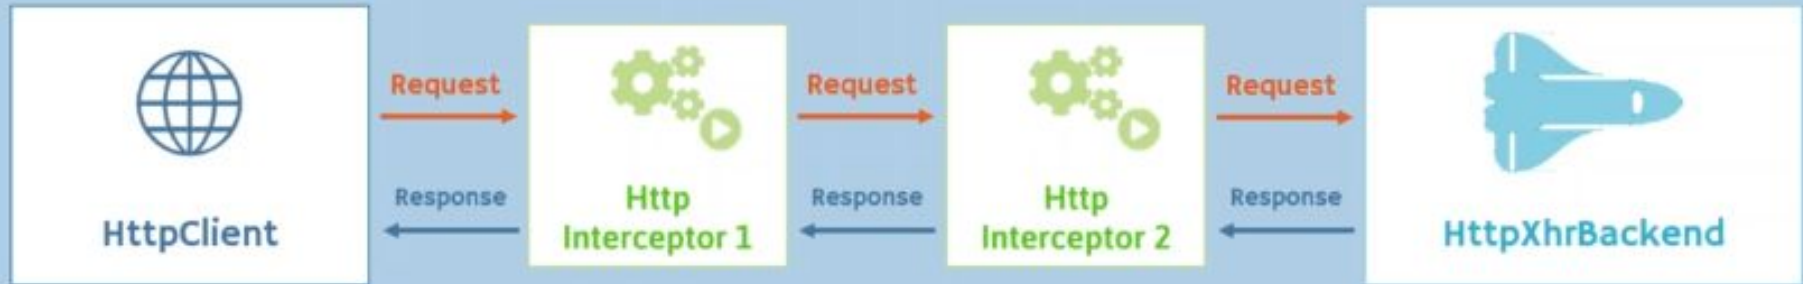 Request
Request
Request
Response
Response
Response
HttpClient
Http
Interceptor 1
Http
Interceptor 2
HttpXhrBackend